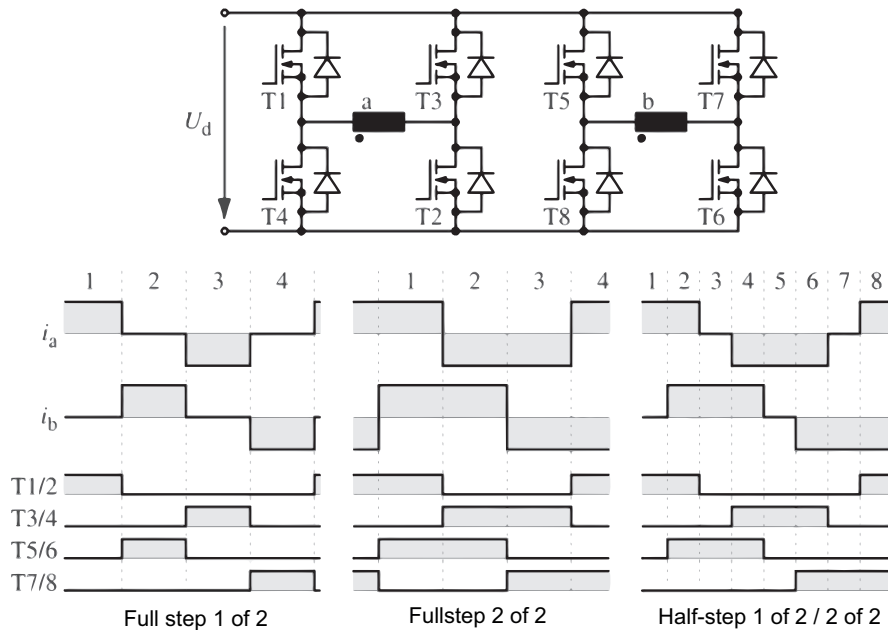 T1 T3 T5 T7
a b
U_d
T4 T2 T8 T6
1 2 3 4 1 2 3 4 1 2 3 4 5 6 7 8
i_a
i_b
T1/2
T3/4
T5/6
T7/8
Full step 1 of 2 Fullstep 2 of 2 Half-step 1 of 2 / 2 of 2